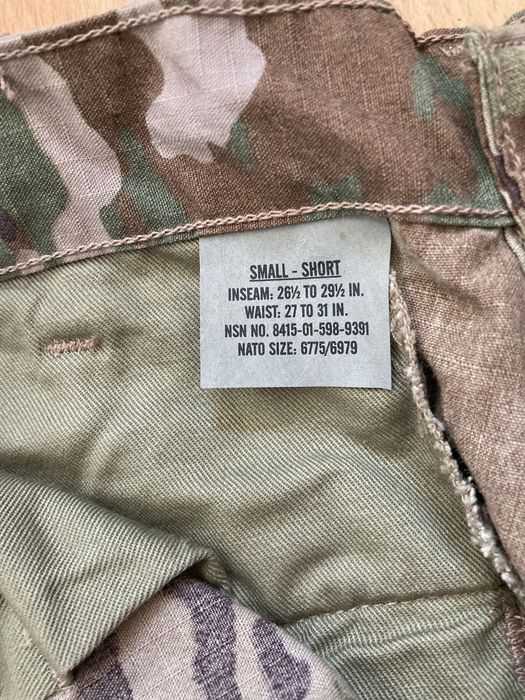 SMALL - SHORT
INSEAM: 26½ TO 29½ IN.
WAIST: 27 TO 31 IN.
NSN NO. 8415-01-598-9391
NATO SIZE: 6775/6979